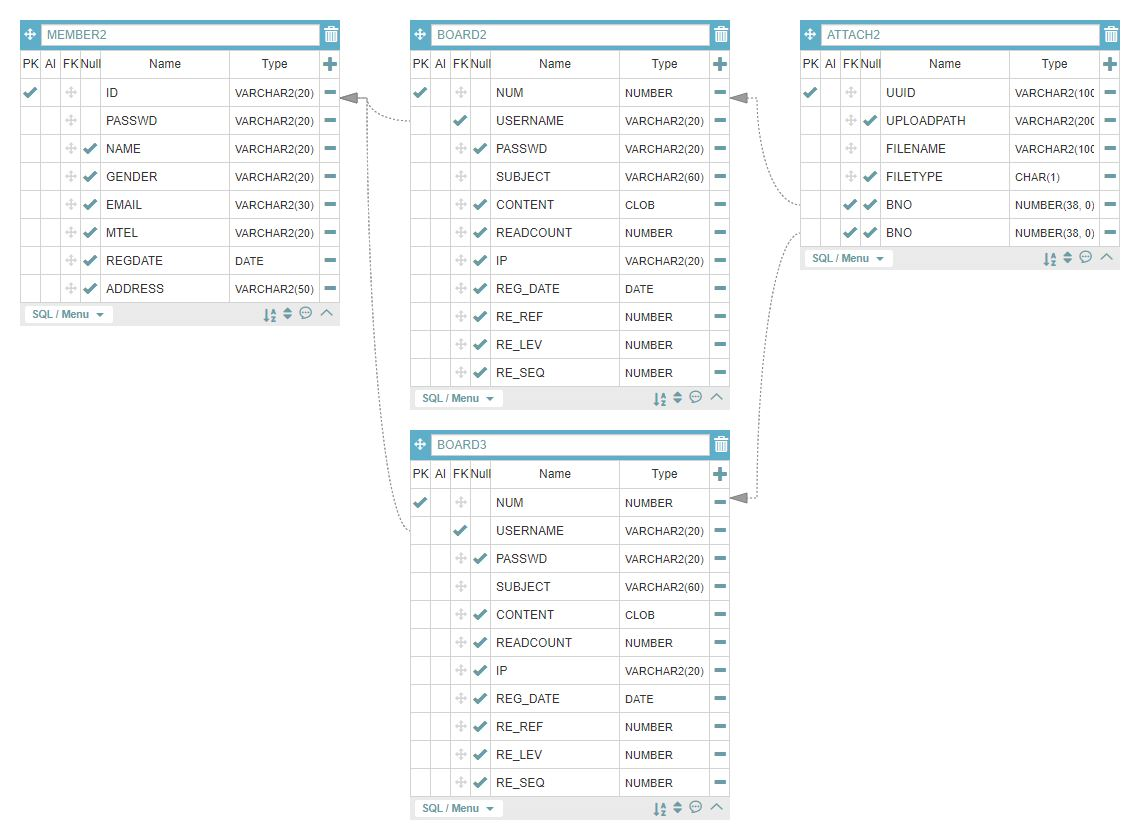 MEMBER2
PK AI FK Null Name Type
ID VARCHAR2(20)
PASSWD VARCHAR2(20)
NAME VARCHAR2(20)
GENDER VARCHAR2(20)
EMAIL VARCHAR2(30)
MTEL VARCHAR2(20)
REGDATE DATE
ADDRESS VARCHAR2(50)
SQL / Menu
BOARD2
PK AI FK Null Name Type
NUM NUMBER
USERNAME VARCHAR2(20)
PASSWD VARCHAR2(20)
SUBJECT VARCHAR2(60)
CONTENT CLOB
READCOUNT NUMBER
IP VARCHAR2(20)
REG_DATE DATE
RE_REF NUMBER
RE_LEV NUMBER
RE_SEQ NUMBER
SQL / Menu
ATTACH2
PK AI FK Null Name Type
UUID VARCHAR2(100
UPLOADPATH VARCHAR2(200
FILENAME VARCHAR2(100
FILETYPE CHAR(1)
BNO NUMBER(38, 0)
BNO NUMBER(38, 0)
SQL / Menu
BOARD3
PK AI FK Null Name Type
NUM NUMBER
USERNAME VARCHAR2(20)
PASSWD VARCHAR2(20)
SUBJECT VARCHAR2(60)
CONTENT CLOB
READCOUNT NUMBER
IP VARCHAR2(20)
REG_DATE DATE
RE_REF NUMBER
RE_LEV NUMBER
RE_SEQ NUMBER
SQL / Menu